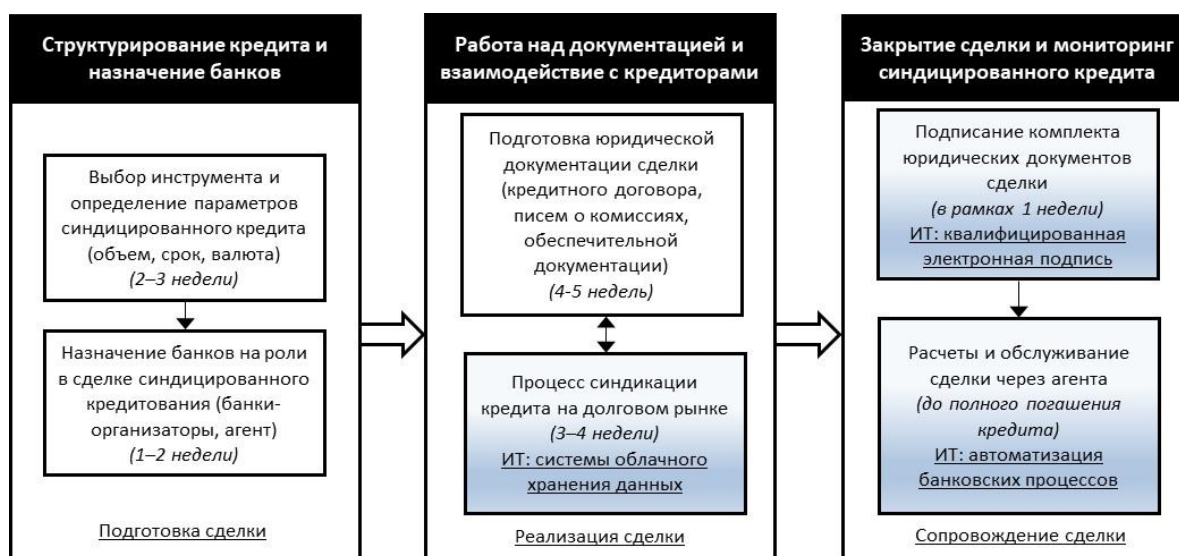 Структурирование кредита и
назначение банков
Выбор инструмента и
определение параметров
синдицированного кредита
(объем, срок, валюта)
(2–3 недели)
Назначение банков на роли
в сделке синдицированного
кредитования (банки-
организаторы, агент)
(1–2 недели)
Подготовка сделки
Работа над документацией и
взаимодействие с кредиторами
Подготовка юридической
документации сделки
(кредитного договора,
писем о комиссиях,
обеспечительной
документации)
(4-5 недель)
Процесс синдикации
кредита на долговом рынке
(3–4 недели)
ИТ: системы облачного
хранения данных
Реализация сделки
Закрытие сделки и мониторинг
синдицированного кредита
Подписание комплекта
юридических документов
сделки
(в рамках 1 недели)
ИТ: квалифицированная
электронная подпись
Расчеты и обслуживание
сделки через агента
(до полного погашения
кредита)
ИТ: автоматизация
банковских процессов
Сопровождение сделки